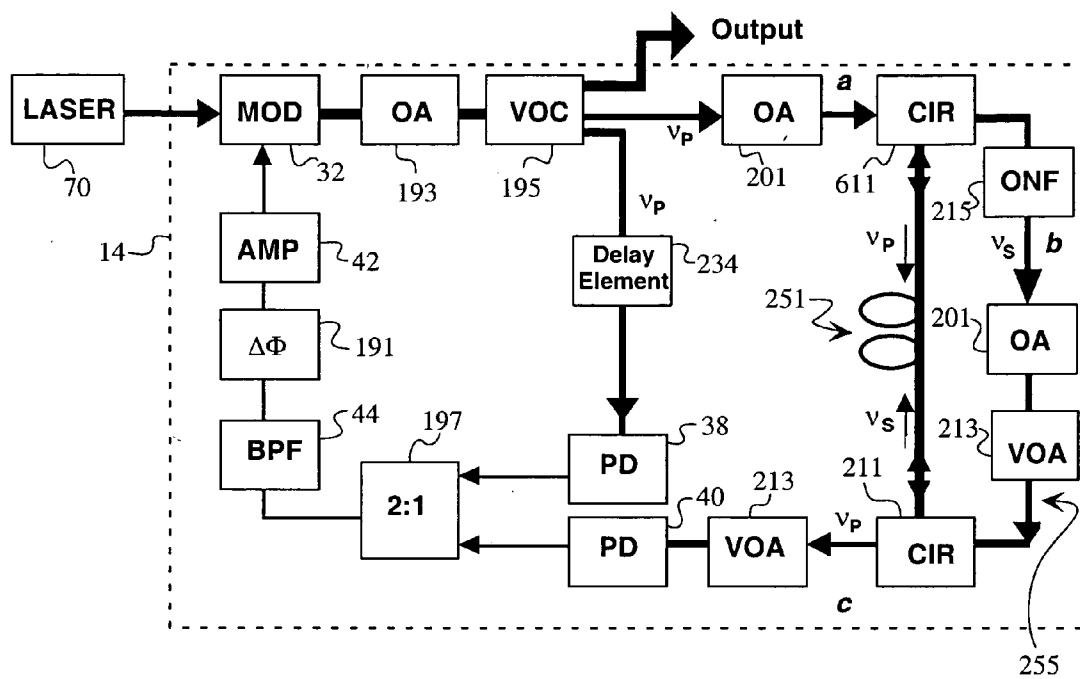 Output
a
LASER
MOD
OA
VOC
OA
CIR
νP
70
32
193
195
201
611
ONF
215
νP
14
AMP
42
Delay
Element
234
νP
νS
b
251
201
OA
ΔΦ
191
νS
213
VOA
44
BPF
197
38
PD
2:1
40
213
211
PD
VOA
νP
CIR
c
255